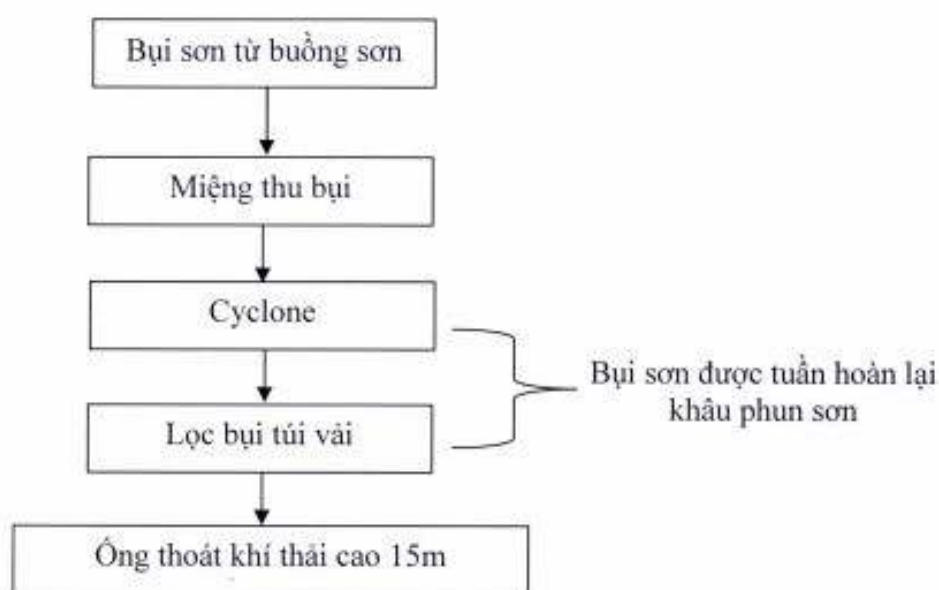 Bụi sơn từ buồng sơn
Miệng thu bụi
Cyclone
Lọc bụi túi vải
Bụi sơn được tuần hoàn lại
khâu phun sơn
Ống thoát khí thải cao 15m